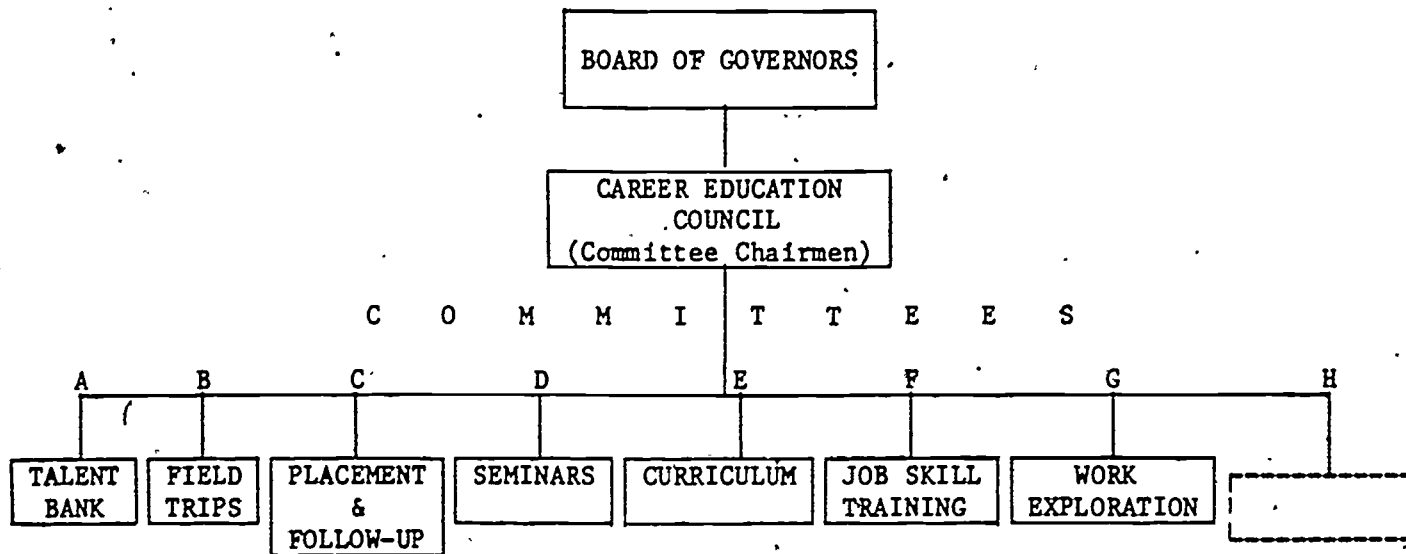 BOARD OF GOVERNORS
CAREER EDUCATION
COUNCIL
(Committee Chairmen)
C O M M I T T E E S
A B C D E F G H
TALENT
BANK
FIELD
TRIPS
PLACEMENT
&
FOLLOW-UP
SEMINARS
CURRICULUM
JOB SKILL
TRAINING
WORK
EXPLORATION